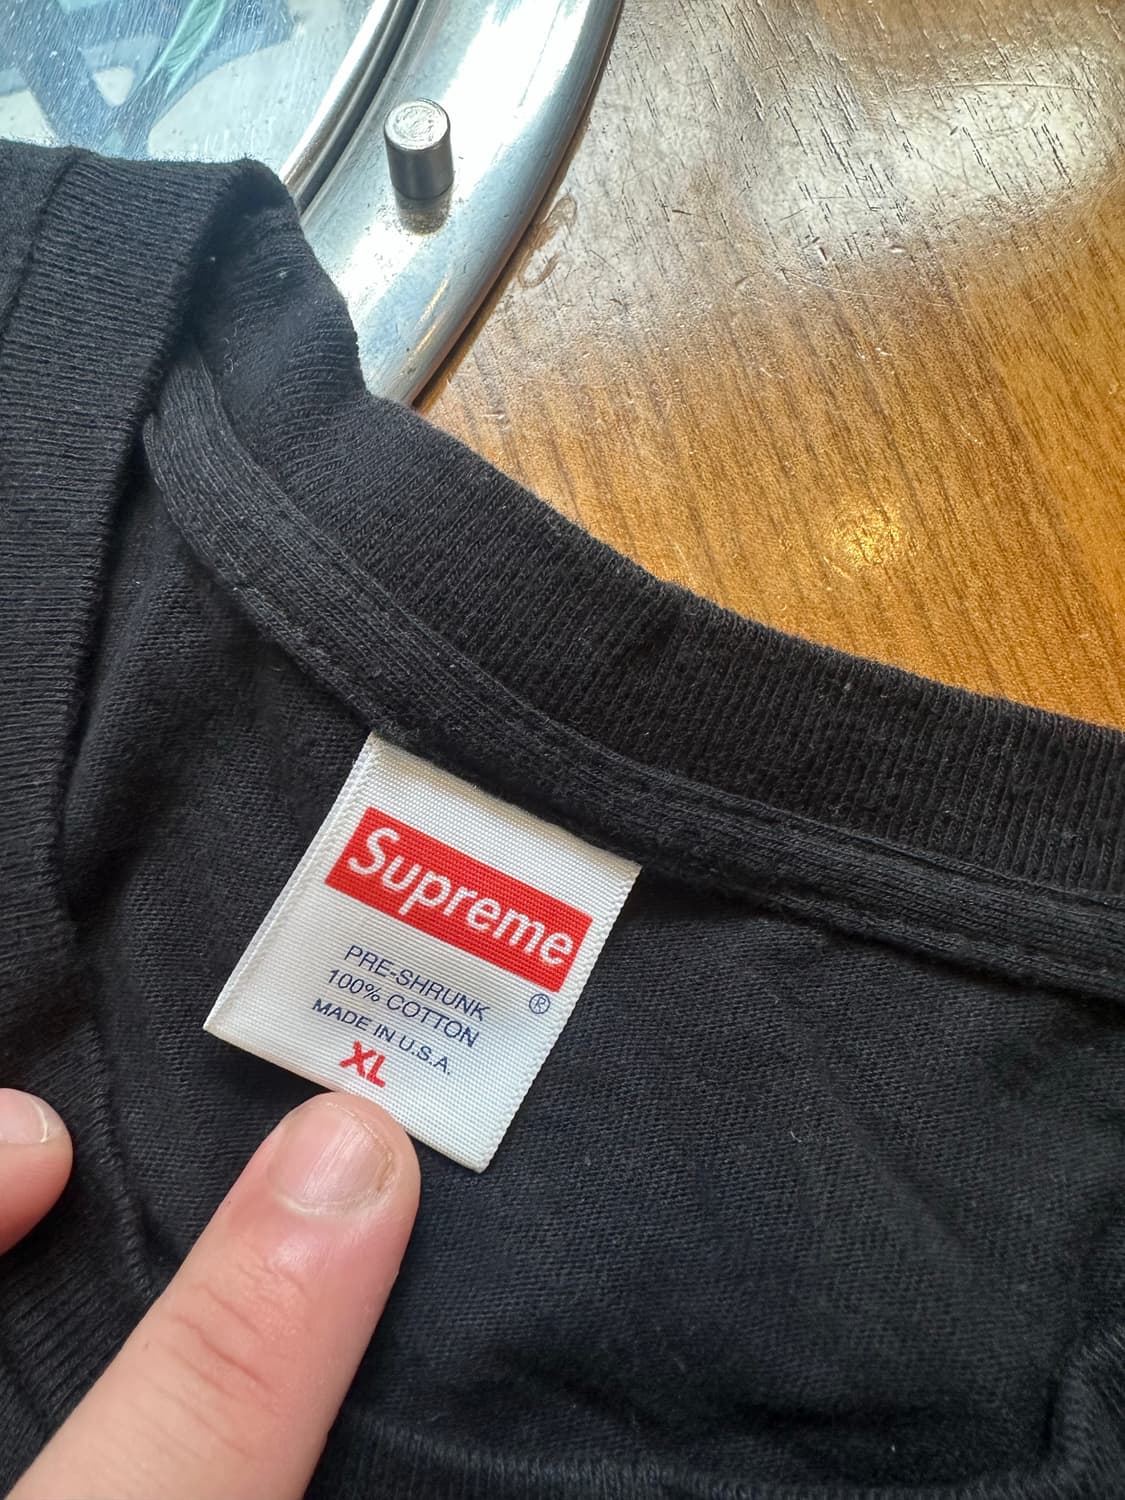 Supreme
®
PRE-SHRUNK
100% COTTON
MADE IN U.S.A.
XL